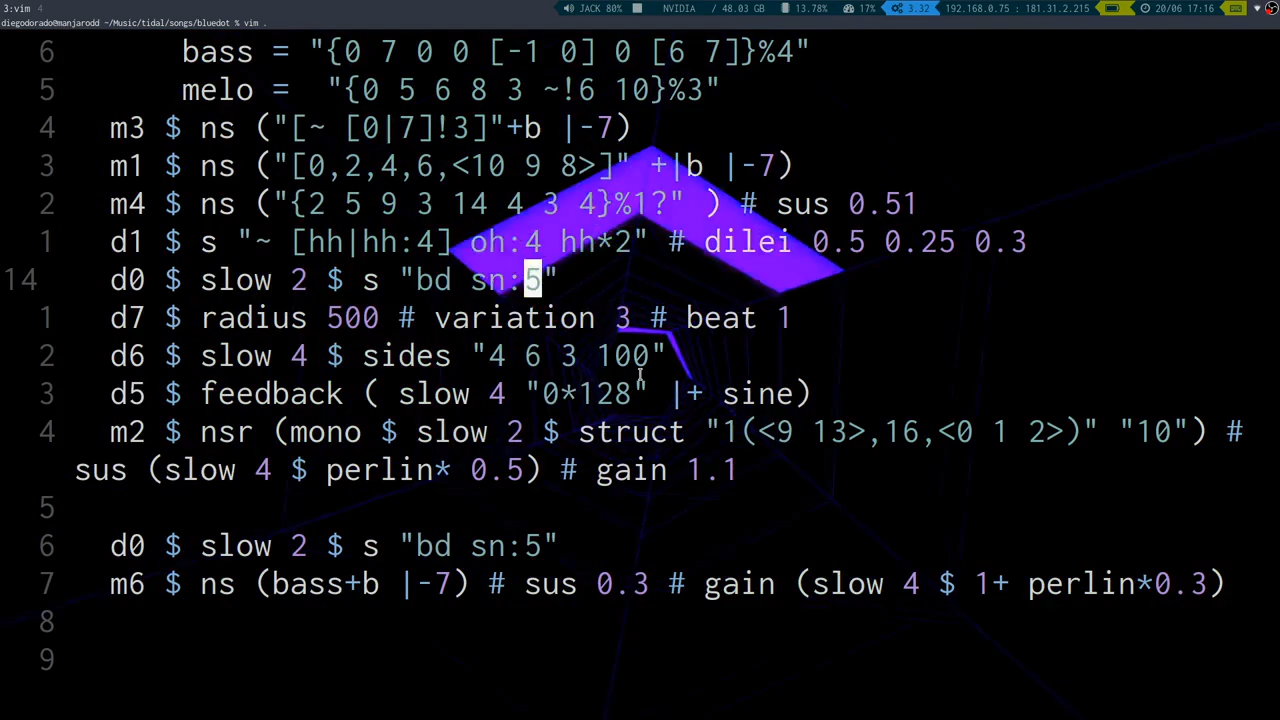 3:vim 4 JACK 80% NVIDIA / 48.03 GB 13.78% 17% 3.32 192.168.0.75 | 181.31.2.215 20/06 17:16
diegodorado@manjarodd ~/Music/tidal/songs/bluedot % vim .
6 bass = "{0 7 0 0 [-1 0] 0 [6 7]}%4"
5 melo = "{0 5 6 8 3 ~!6 10}%3"
4 m3 $ ns ("[~ [0|7]!3]"+b |-7)
3 m1 $ ns ("[0,2,4,6,<10 9 8>]" +|b |-7)
2 m4 $ ns ("{2 5 9 3 14 4 3 4}%1?" ) # sus 0.51
1 d1 $ s "~ [hh|hh:4] oh:4 hh*2" # dilei 0.5 0.25 0.3
14 d0 $ slow 2 $ s "bd sn:5"
1 d7 $ radius 500 # variation 3 # beat 1
2 d6 $ slow 4 $ sides "4 6 3 100"
3 d5 $ feedback ( slow 4 "0*128" |+ sine)
4 m2 $ nsr (mono $ slow 2 $ struct "1(<9 13>,16,<0 1 2>)" "10") #
sus (slow 4 $ perlin* 0.5) # gain 1.1
5
6 d0 $ slow 2 $ s "bd sn:5"
7 m6 $ ns (bass+b |-7) # sus 0.3 # gain (slow 4 $ 1+ perlin*0.3)
8
9